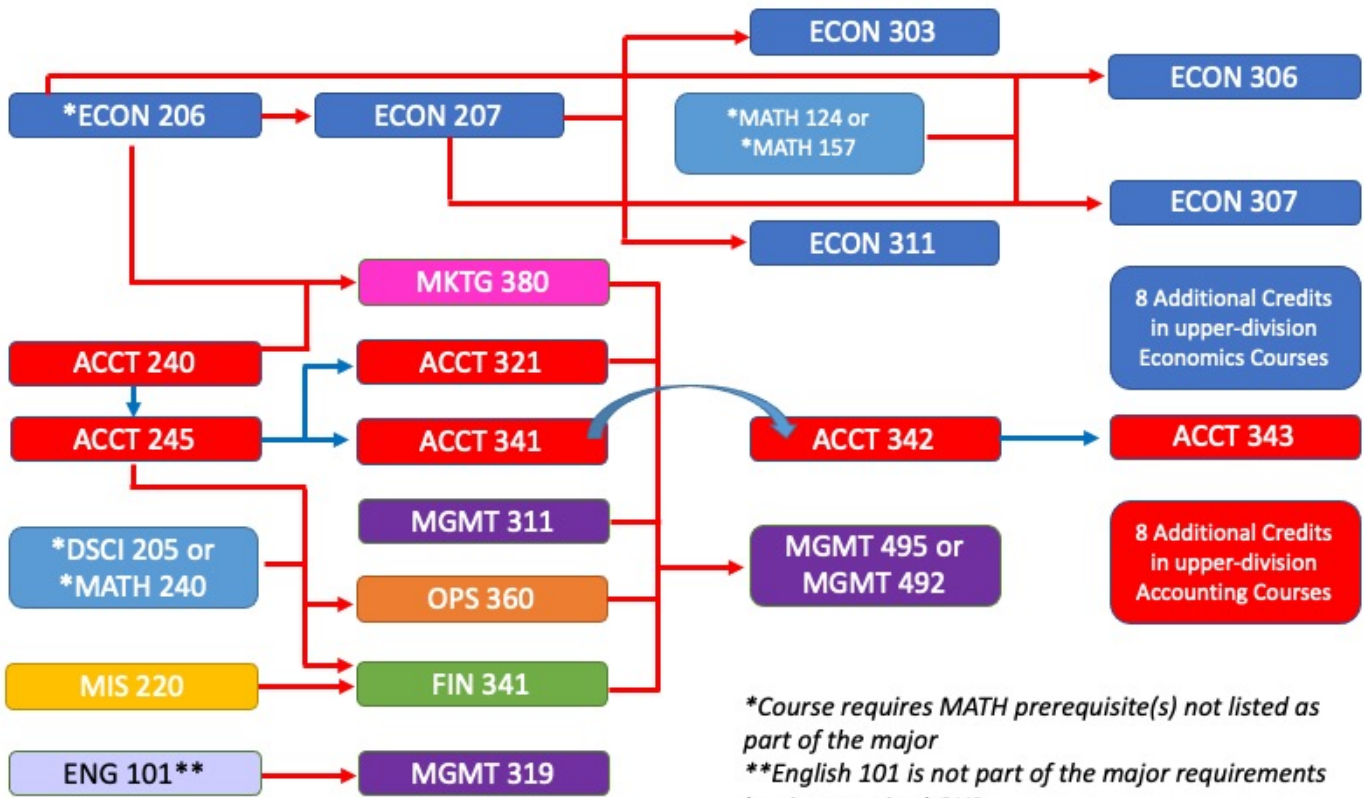 ECON 303
ECON 306
*ECON 206
ECON 207
*MATH 124 or
*MATH 157
ECON 307
ECON 311
MKTG 380
8 Additional Credits
in upper-division
Economics Courses
ACCT 240
ACCT 321
ACCT 245
ACCT 341
ACCT 342
ACCT 343
MGMT 311
*DSCI 205 or
*MATH 240
MGMT 495 or
MGMT 492
8 Additional Credits
in upper-division
Accounting Courses
OPS 360
MIS 220
FIN 341
*Course requires MATH prerequisite(s) not listed as
part of the major
ENG 101**
MGMT 319
**English 101 is not part of the major requirements